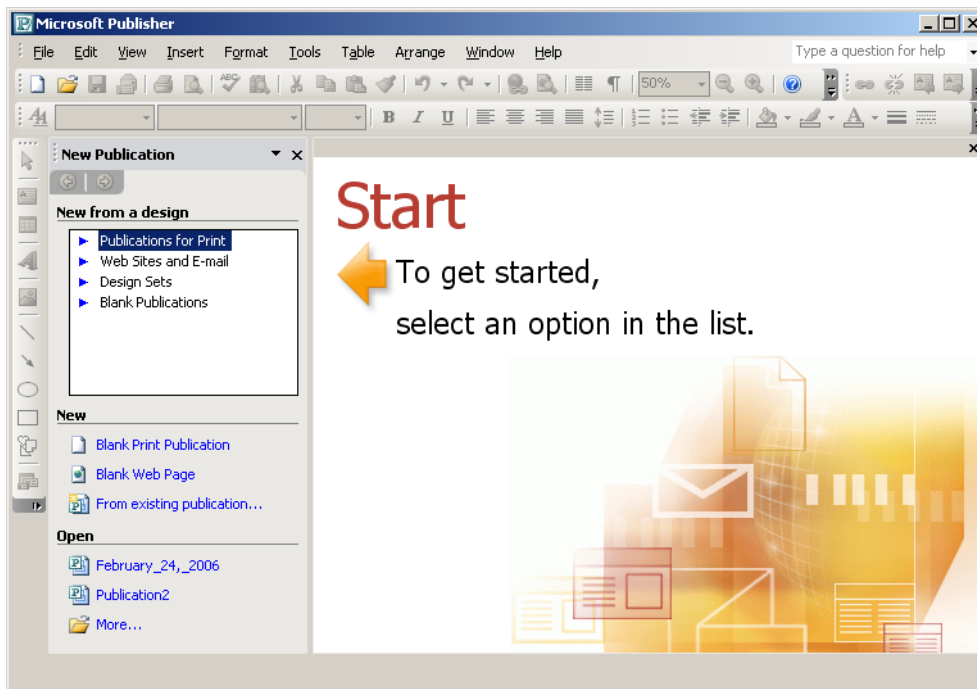 Microsoft Publisher
File Edit View Insert Format Tools Table Arrange Window Help Type a question for help
50%
B I U
New Publication
New from a design
Publications for Print
Web Sites and E-mail
Design Sets
Blank Publications
New
Blank Print Publication
Blank Web Page
From existing publication...
Open
February_24,_2006
Publication2
More...
Start
To get started,
select an option in the list.